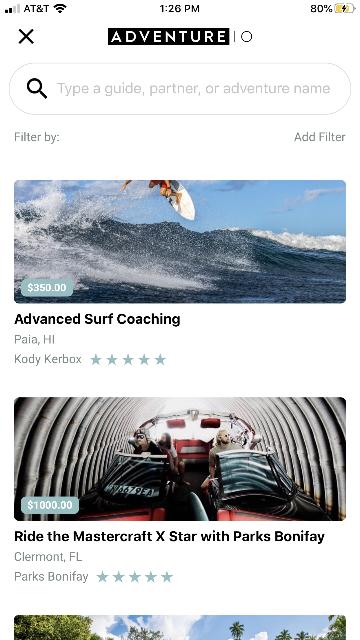 AT&T
1:26 PM
80%
ADVENTURE IO
Type a guide, partner, or adventure name
Filter by:
Add Filter
$350.00
Advanced Surf Coaching
Paia, HI
Kody Kerbox
$1000.00
Ride the Mastercraft X Star with Parks Bonifay
Clermont, FL
Parks Bonifay